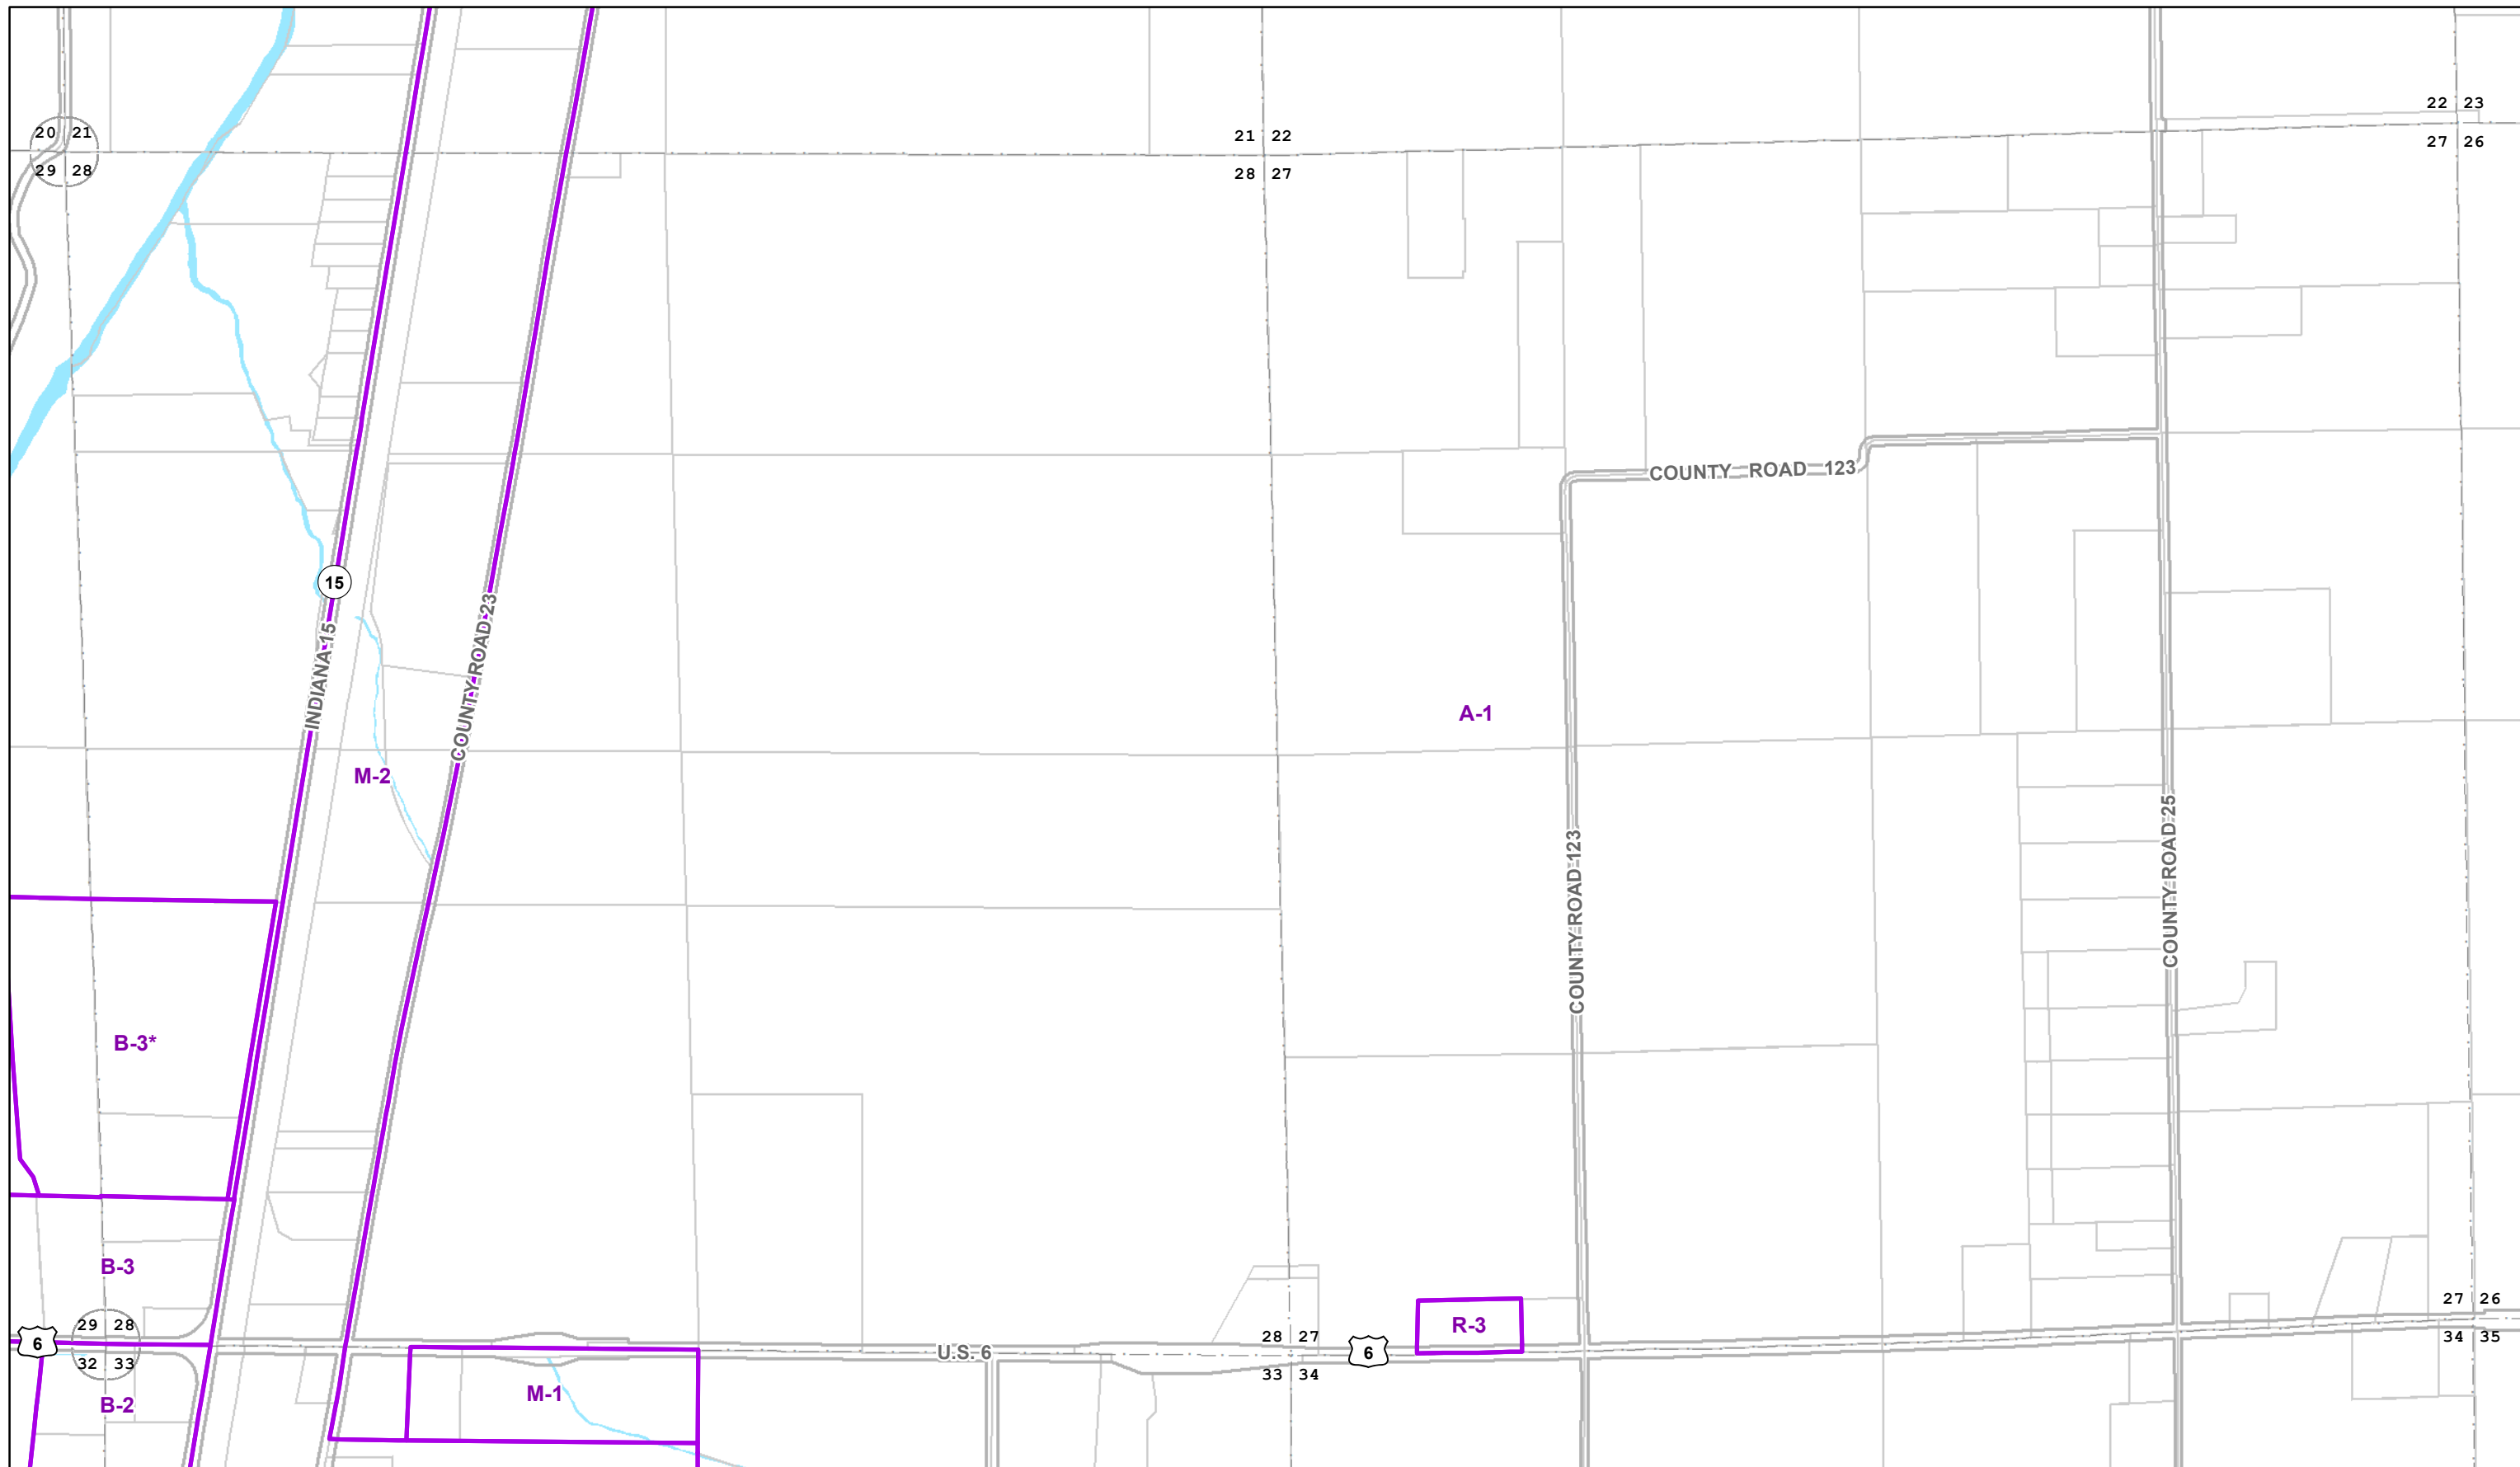 22 23
20 21
21 22
27 26
29 28
28 27
COUNTY ROAD 123
15
INDIANA 15
COUNTY ROAD 23
A-1
M-2
COUNTY ROAD 123
COUNTY ROAD 25
B-3*
B-3
27 26
29 28
R-3
28 27
6
U.S. 6
6
34 35
32 33
33 34
M-1
B-2